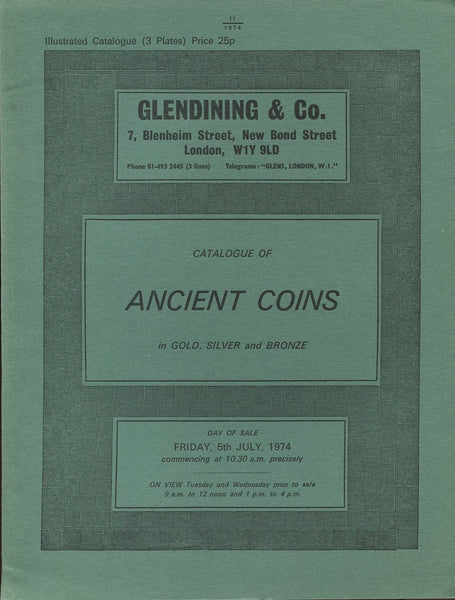 11
1974
Illustrated Catalogue (3 Plates) Price 25p
GLENDINING & Co.
7, Blenheim Street, New Bond Street
London, W1Y 9LD
Phone 01-493 2445 (3 lines) Telegrams: "GLENS, LONDON, W.1."
CATALOGUE OF
ANCIENT COINS
in GOLD, SILVER and BRONZE
DAY OF SALE
FRIDAY, 5th JULY, 1974
commencing at 10.30 a.m. precisely
ON VIEW Tuesday and Wednesday prior to sale
9 a.m. to 12 noon and 1 p.m. to 4 p.m.